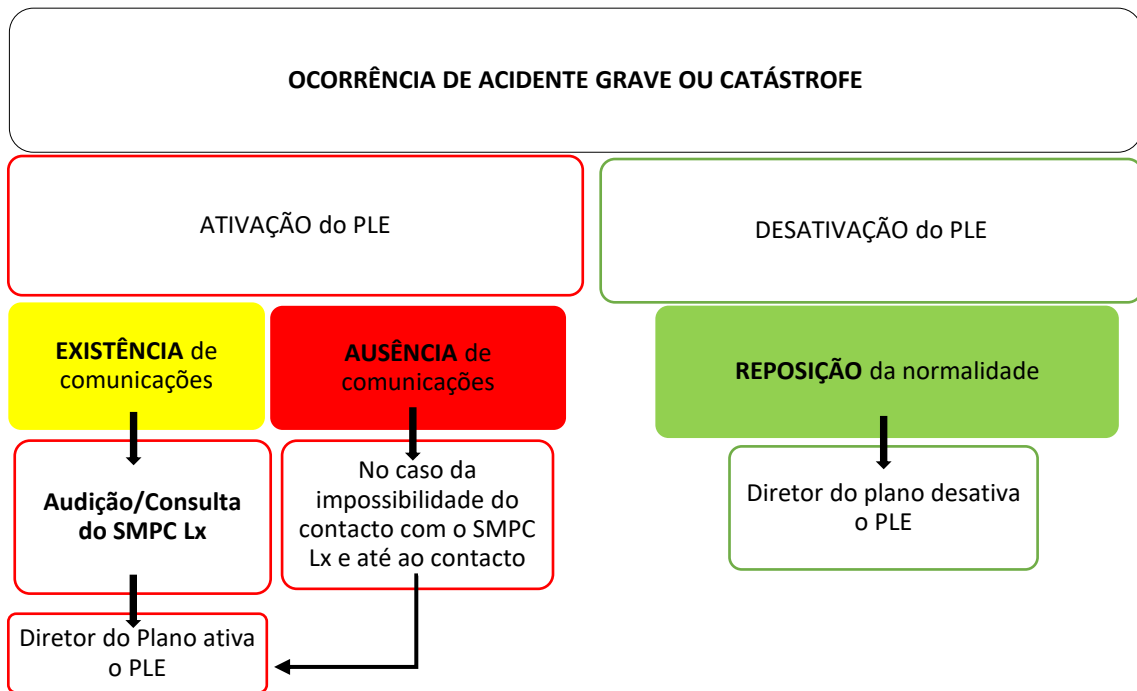 OCORRÊNCIA DE ACIDENTE GRAVE OU CATÁSTROFE
ATIVAÇÃO do PLE
DESATIVAÇÃO do PLE
EXISTÊNCIA de
comunicações
AUSÊNCIA de
comunicações
REPOSIÇÃO da normalidade
Audição/Consulta
do SMPC Lx
No caso da
impossibilidade do
contacto com o SMPC
Lx e até ao contacto
Diretor do plano desativa
o PLE
Diretor do Plano ativa
o PLE